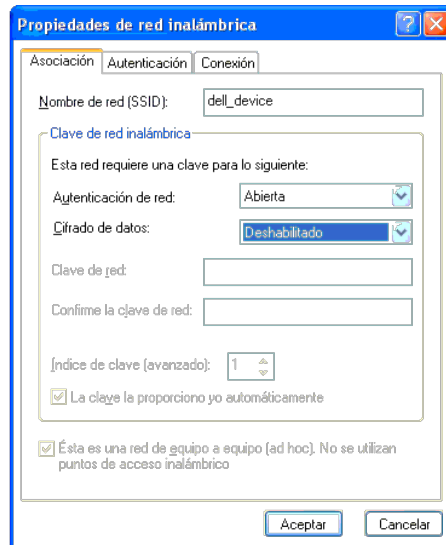 Propiedades de red inalámbrica
Asociación Autenticación Conexión
Nombre de red (SSID): dell_device
Clave de red inalámbrica
Esta red requiere una clave para lo siguiente:
Autenticación de red: Abierta
Cifrado de datos: Deshabilitado
Clave de red:
Confirme la clave de red:
Índice de clave (avanzado): 1
La clave la proporciono yo automáticamente
Ésta es una red de equipo a equipo (ad hoc). No se utilizan
puntos de acceso inalámbrico
Aceptar Cancelar